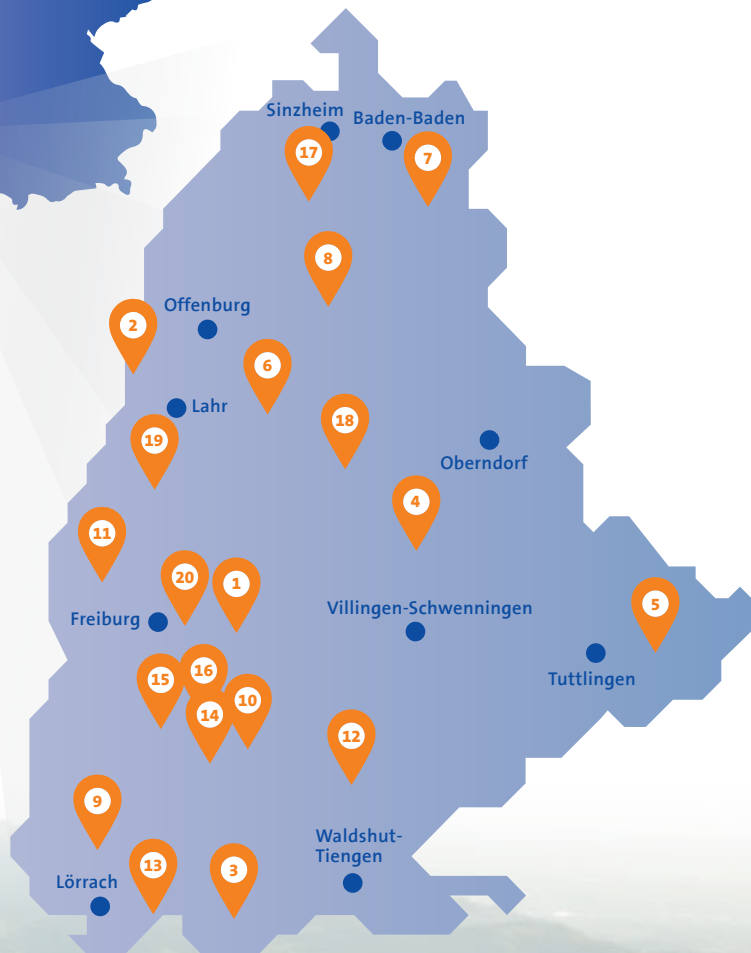 Sinzheim
Baden-Baden
17
7
8
Offenburg
2
6
Lahr
18
19
Oberndorf
4
11
20
1
5
Freiburg
Villingen-Schwenningen
Tuttlingen
16
15
10
14
12
9
Waldshut-
Tiengen
13
3
Lörrach